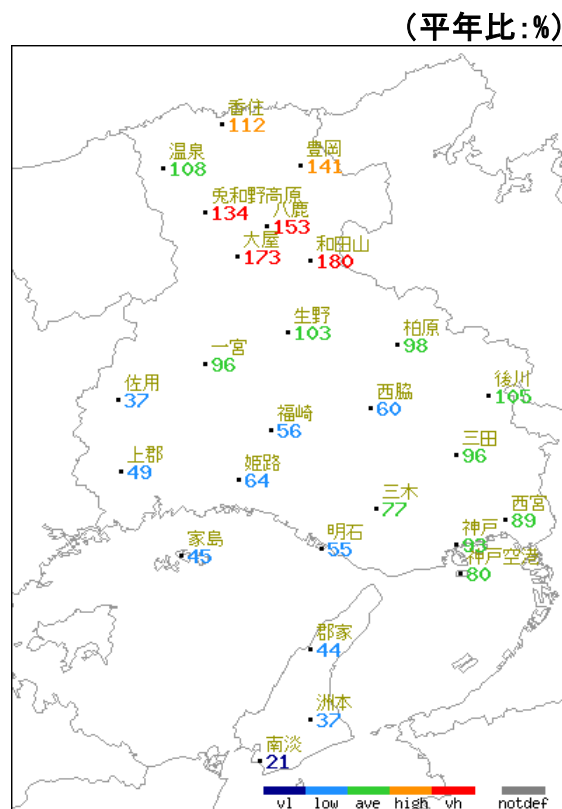 (平年比:%)
香住
112
温泉
108
豊岡
141
兎和野高原
134
八鹿
153
大屋
173
和田山
180
生野
103
柏原
98
一宮
96
佐用
37
後川
105
西脇
60
福崎
56
三田
96
上郡
49
姫路
64
三木
77
西宮
89
明石
55
神戸
93
家島
45
神戸空港
80
郡家
44
洲本
37
南淡
21
vl low ave high vh notdef